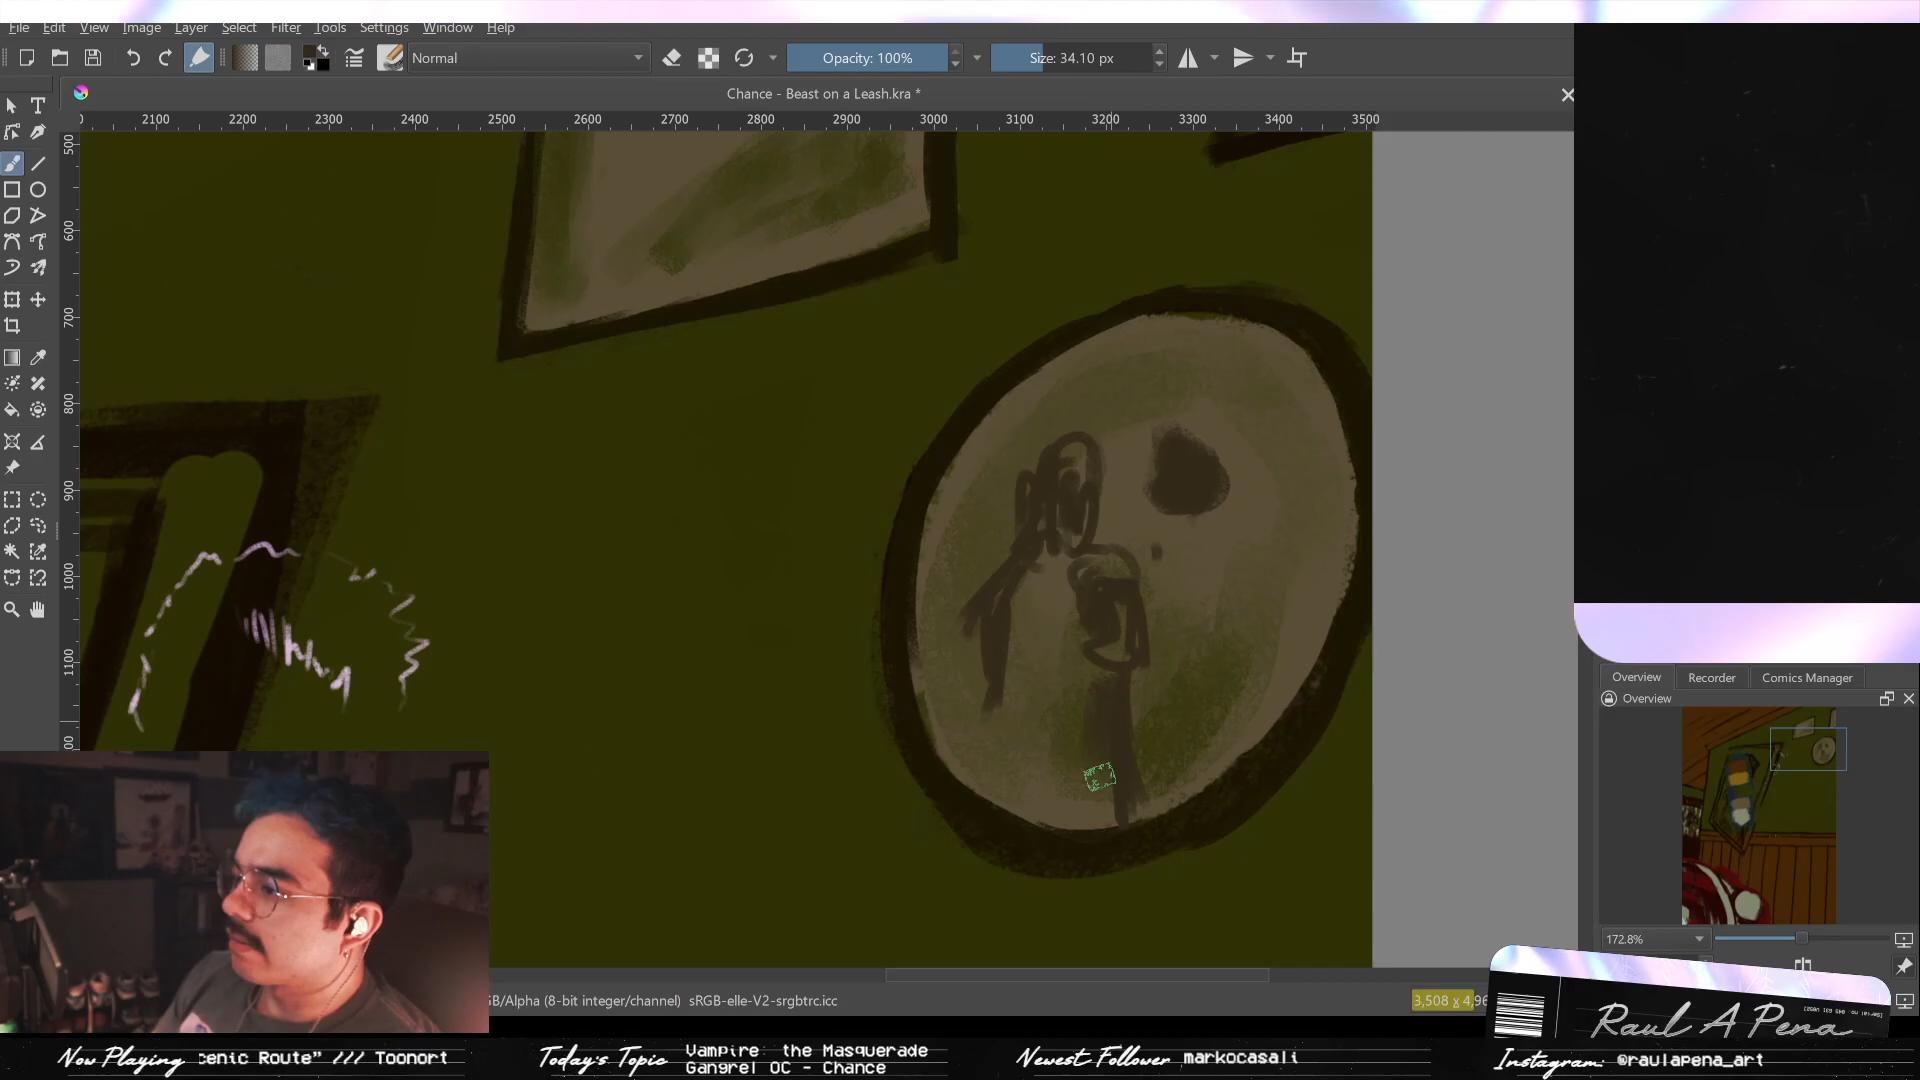 File Edit View Image Layer Select Filter Tools Settings Window Help
Normal
Opacity: 100%
Size: 34.10 px
Chance - Beast on a Leash.kra *
2100 2200 2300 2400 2500 2600 2700 2800 2900 3000 3100 3200 3300 3400 3500
500
600
700
800
900
1000
1100
Overview Recorder Comics Manager
Overview
172.8%
GB/Alpha (8-bit integer/channel) sRGB-elle-V2-srgbtrc.icc
3,508 x 4,96
Raul A Pena
Now Playing cenic Route" /// Toonort
Today's Topic Vampire: the Masquerade
Gangrel OC - Chance
Newest Follower markocasali
Instagram: @raulapena_art